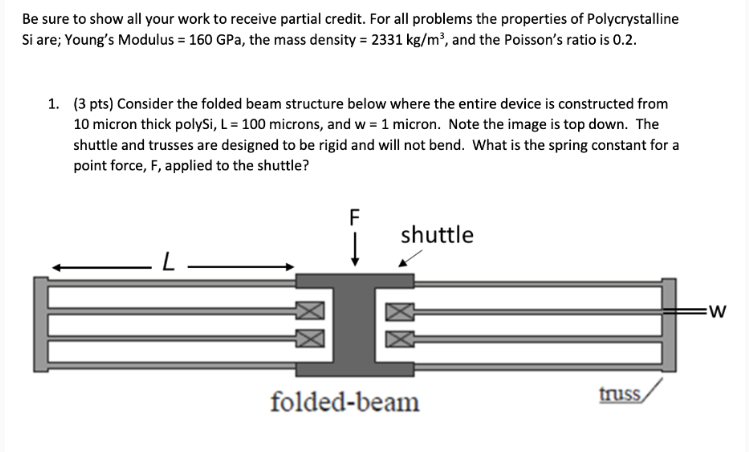 Be sure to show all your work to receive partial credit. For all problems the properties of Polycrystalline
Si are; Young's Modulus = 160 GPa, the mass density = 2331 kg/m³, and the Poisson's ratio is 0.2.
1. (3 pts) Consider the folded beam structure below where the entire device is constructed from
10 micron thick polySi, L = 100 microns, and w = 1 micron. Note the image is top down. The
shuttle and trusses are designed to be rigid and will not bend. What is the spring constant for a
point force, F, applied to the shuttle?
F
shuttle
L
w
truss
folded-beam